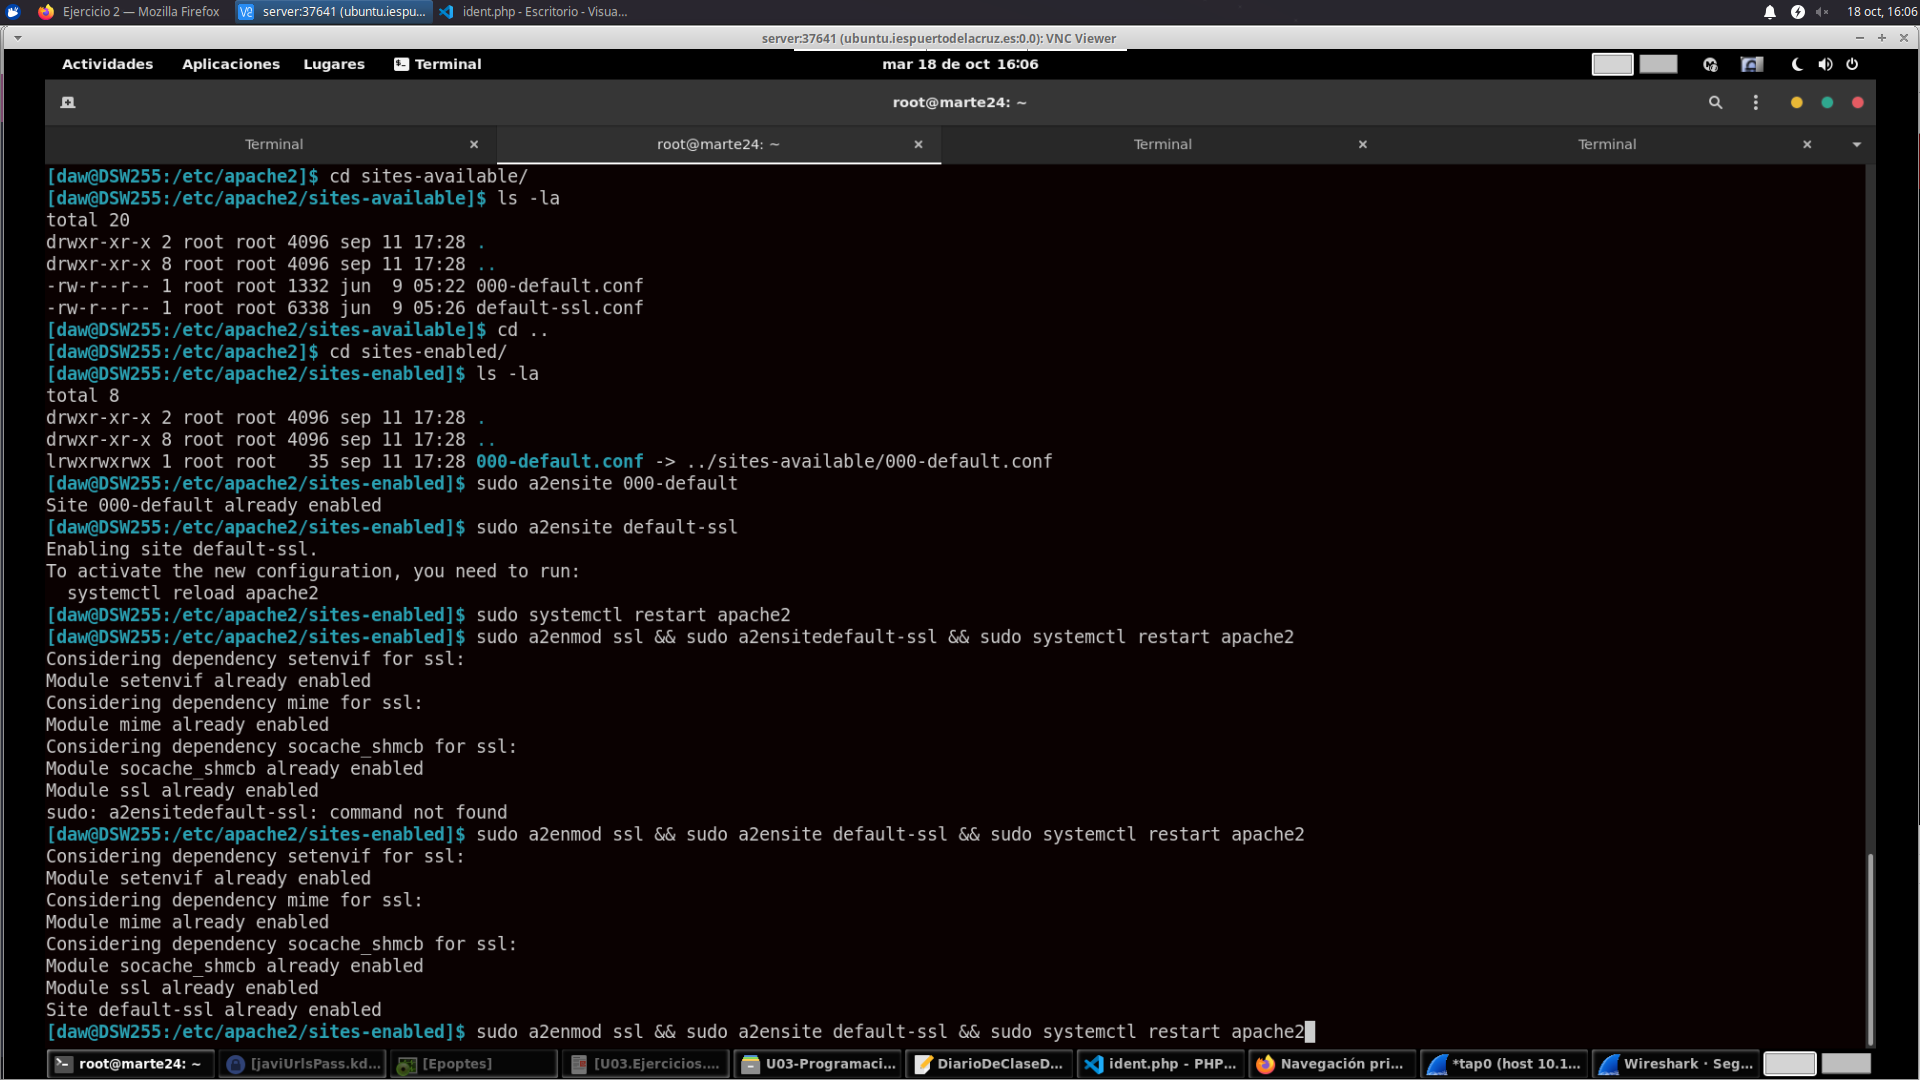 Ejercicio 2 — Mozilla Firefox
server:37641 (ubuntu.iespu...
ident.php - Escritorio - Visua...
18 oct, 16:06
server:37641 (ubuntu.iespuertodelacruz.es:0.0): VNC Viewer
Actividades
Aplicaciones
Lugares
Terminal
mar 18 de oct 16:06
root@marte24: ~
Terminal
root@marte24: ~
Terminal
Terminal
[daw@DSW255:/etc/apache2]$ cd sites-available/
[daw@DSW255:/etc/apache2/sites-available]$ ls -la
total 20
drwxr-xr-x 2 root root 4096 sep 11 17:28 .
drwxr-xr-x 8 root root 4096 sep 11 17:28 ..
-rw-r--r-- 1 root root 1332 jun  9 05:22 000-default.conf
-rw-r--r-- 1 root root 6338 jun  9 05:26 default-ssl.conf
[daw@DSW255:/etc/apache2/sites-available]$ cd ..
[daw@DSW255:/etc/apache2]$ cd sites-enabled/
[daw@DSW255:/etc/apache2/sites-enabled]$ ls -la
total 8
drwxr-xr-x 2 root root 4096 sep 11 17:28 .
drwxr-xr-x 8 root root 4096 sep 11 17:28 ..
lrwxrwxrwx 1 root root   35 sep 11 17:28 000-default.conf -> ../sites-available/000-default.conf
[daw@DSW255:/etc/apache2/sites-enabled]$ sudo a2ensite 000-default
Site 000-default already enabled
[daw@DSW255:/etc/apache2/sites-enabled]$ sudo a2ensite default-ssl
Enabling site default-ssl.
To activate the new configuration, you need to run:
  systemctl reload apache2
[daw@DSW255:/etc/apache2/sites-enabled]$ sudo systemctl restart apache2
[daw@DSW255:/etc/apache2/sites-enabled]$ sudo a2enmod ssl && sudo a2ensitedefault-ssl && sudo systemctl restart apache2
Considering dependency setenvif for ssl:
Module setenvif already enabled
Considering dependency mime for ssl:
Module mime already enabled
Considering dependency socache_shmcb for ssl:
Module socache_shmcb already enabled
Module ssl already enabled
sudo: a2ensitedefault-ssl: command not found
[daw@DSW255:/etc/apache2/sites-enabled]$ sudo a2enmod ssl && sudo a2ensite default-ssl && sudo systemctl restart apache2
Considering dependency setenvif for ssl:
Module setenvif already enabled
Considering dependency mime for ssl:
Module mime already enabled
Considering dependency socache_shmcb for ssl:
Module socache_shmcb already enabled
Module ssl already enabled
Site default-ssl already enabled
[daw@DSW255:/etc/apache2/sites-enabled]$ sudo a2enmod ssl && sudo a2ensite default-ssl && sudo systemctl restart apache2
root@marte24: ~
[javiUrlsPass.kd...
[Epoptes]
[U03.Ejercicios....
U03-Programaci...
DiarioDeClaseD...
ident.php - PHP...
Navegación pri...
*tap0 (host 10.1...
Wireshark · Seg...